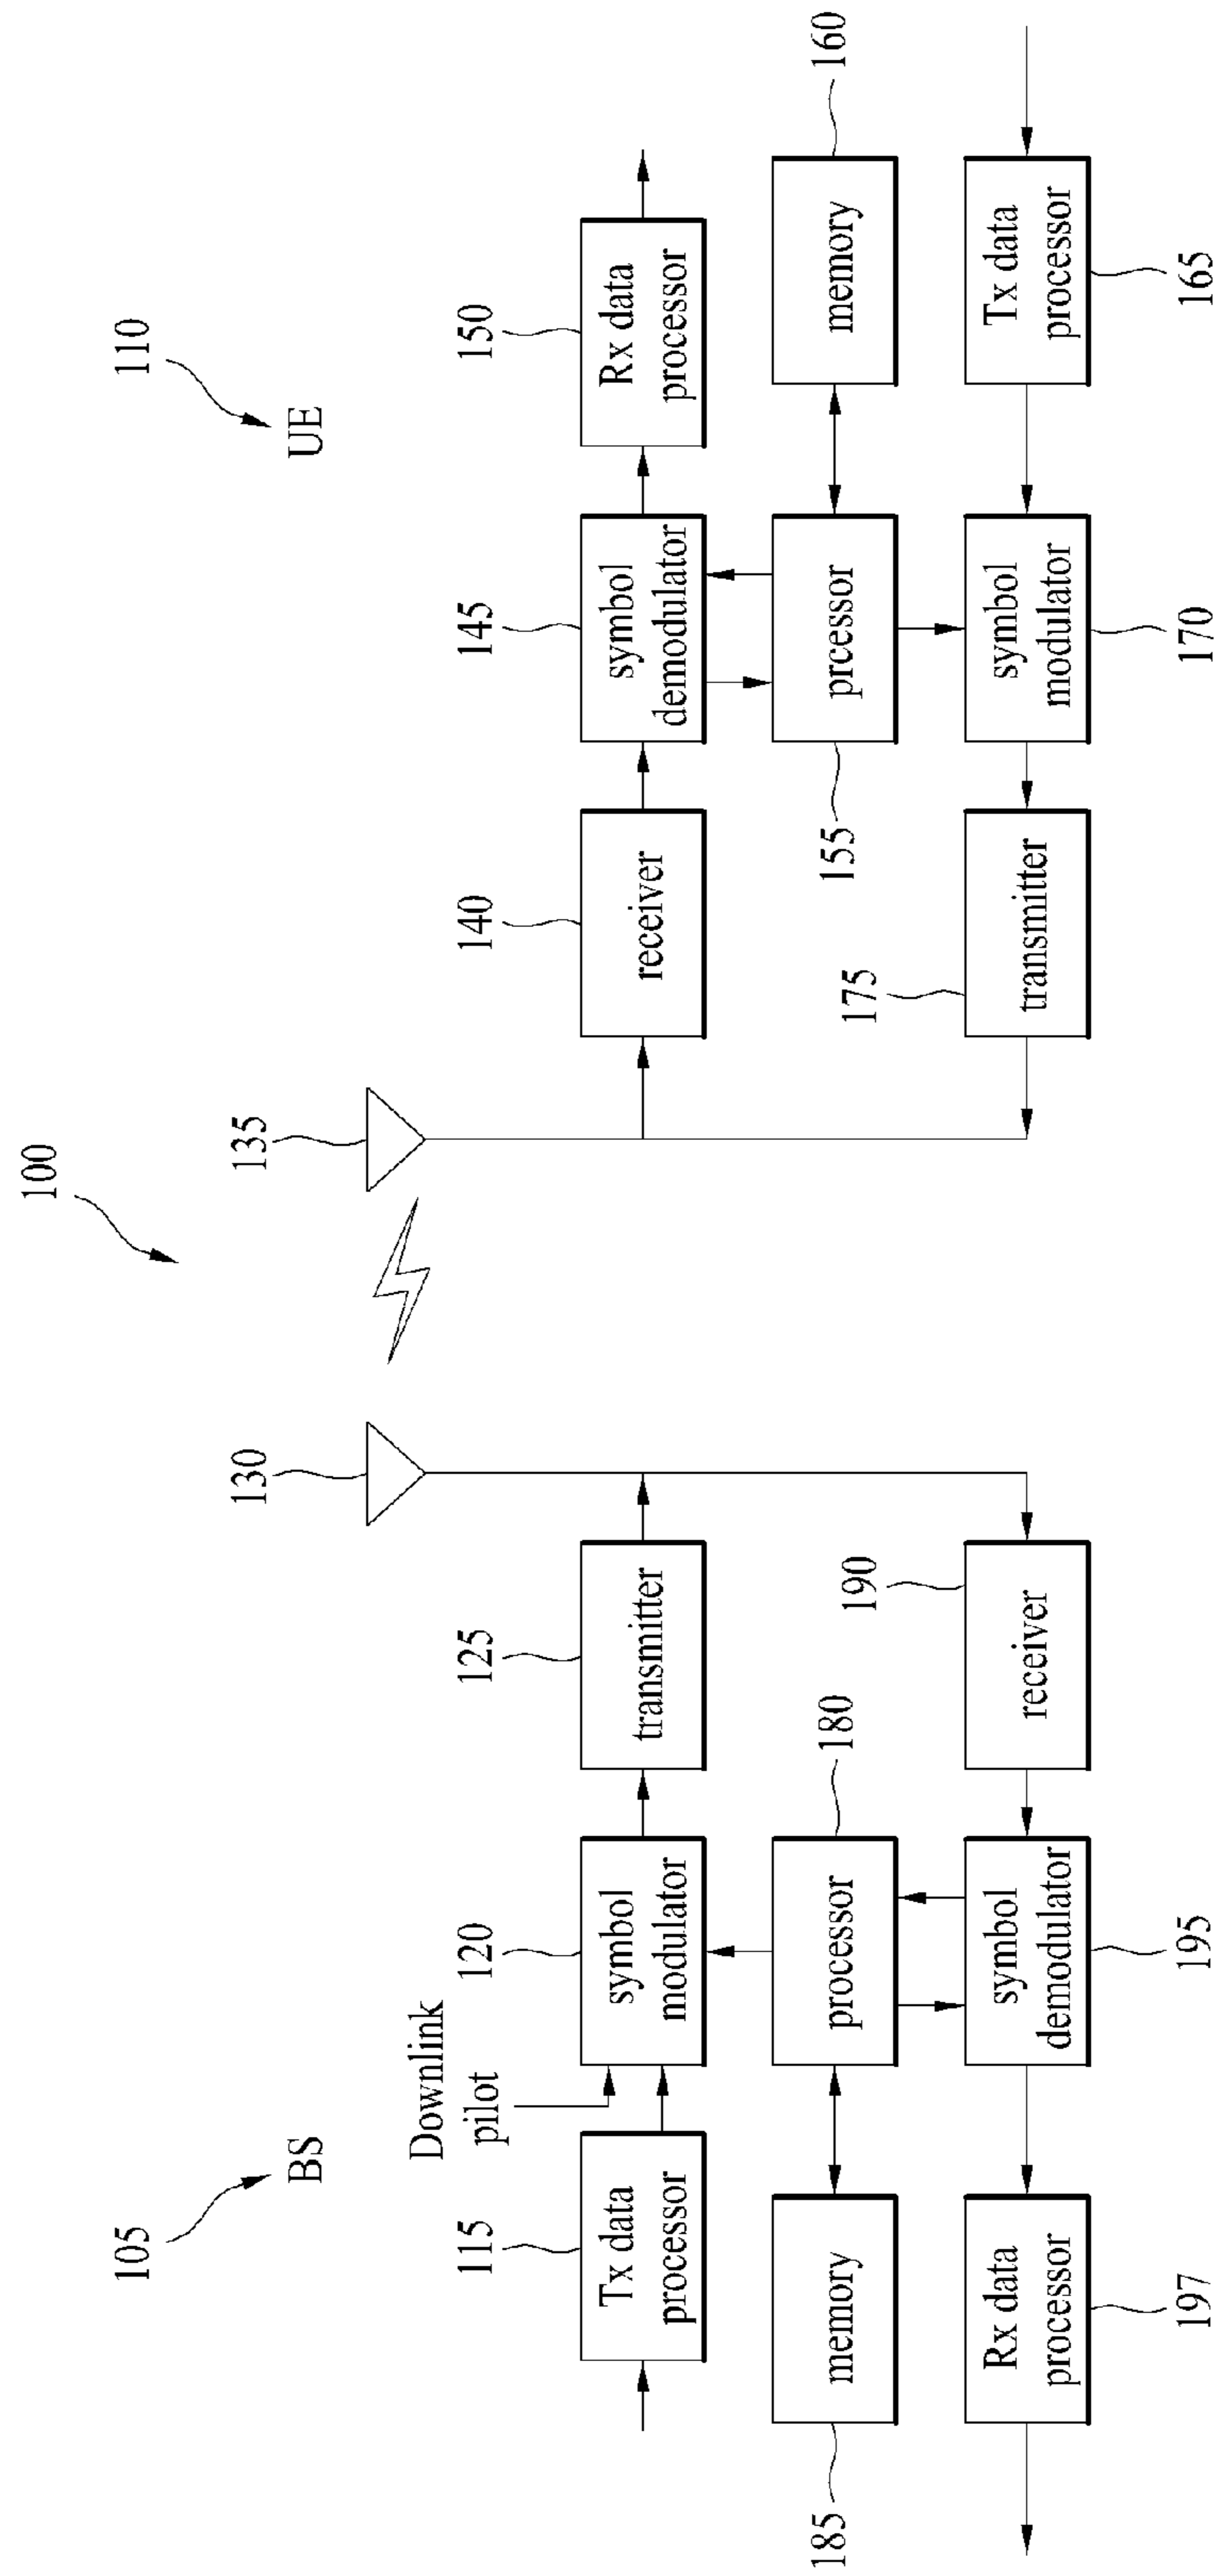 100
105
BS
110
UE
115
Tx data
processor
Downlink
pilot
120
symbol
modulator
125
transmitter
130
135
140
receiver
145
symbol
demodulator
150
Rx data
processor
185
memory
processor
180
155
prcessor
memory
160
Rx data
processor
197
symbol
demodulator
195
190
receiver
175
transmitter
symbol
modulator
170
Tx data
processor
165